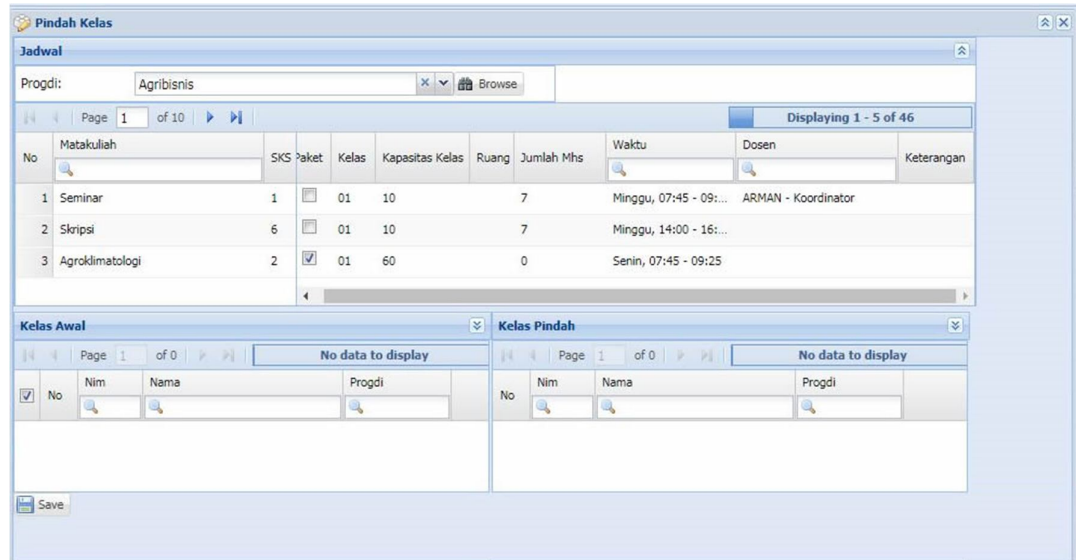 Pindah Kelas
Jadwal
Progdi: Agribisnis Browse
Page 1 of 10 Displaying 1 - 5 of 46
No Matakuliah SKS Paket Kelas Kapasitas Kelas Ruang Jumlah Mhs Waktu Dosen Keterangan
1 Seminar 1 01 10 7 Minggu, 07:45 - 09:... ARMAN - Koordinator
2 Skripsi 6 01 10 7 Minggu, 14:00 - 16:...
3 Agroklimatologi 2 01 60 0 Senin, 07:45 - 09:25
Kelas Awal Kelas Pindah
Page 1 of 0 No data to display Page 1 of 0 No data to display
No Nim Nama Progdi No Nim Nama Progdi
Save